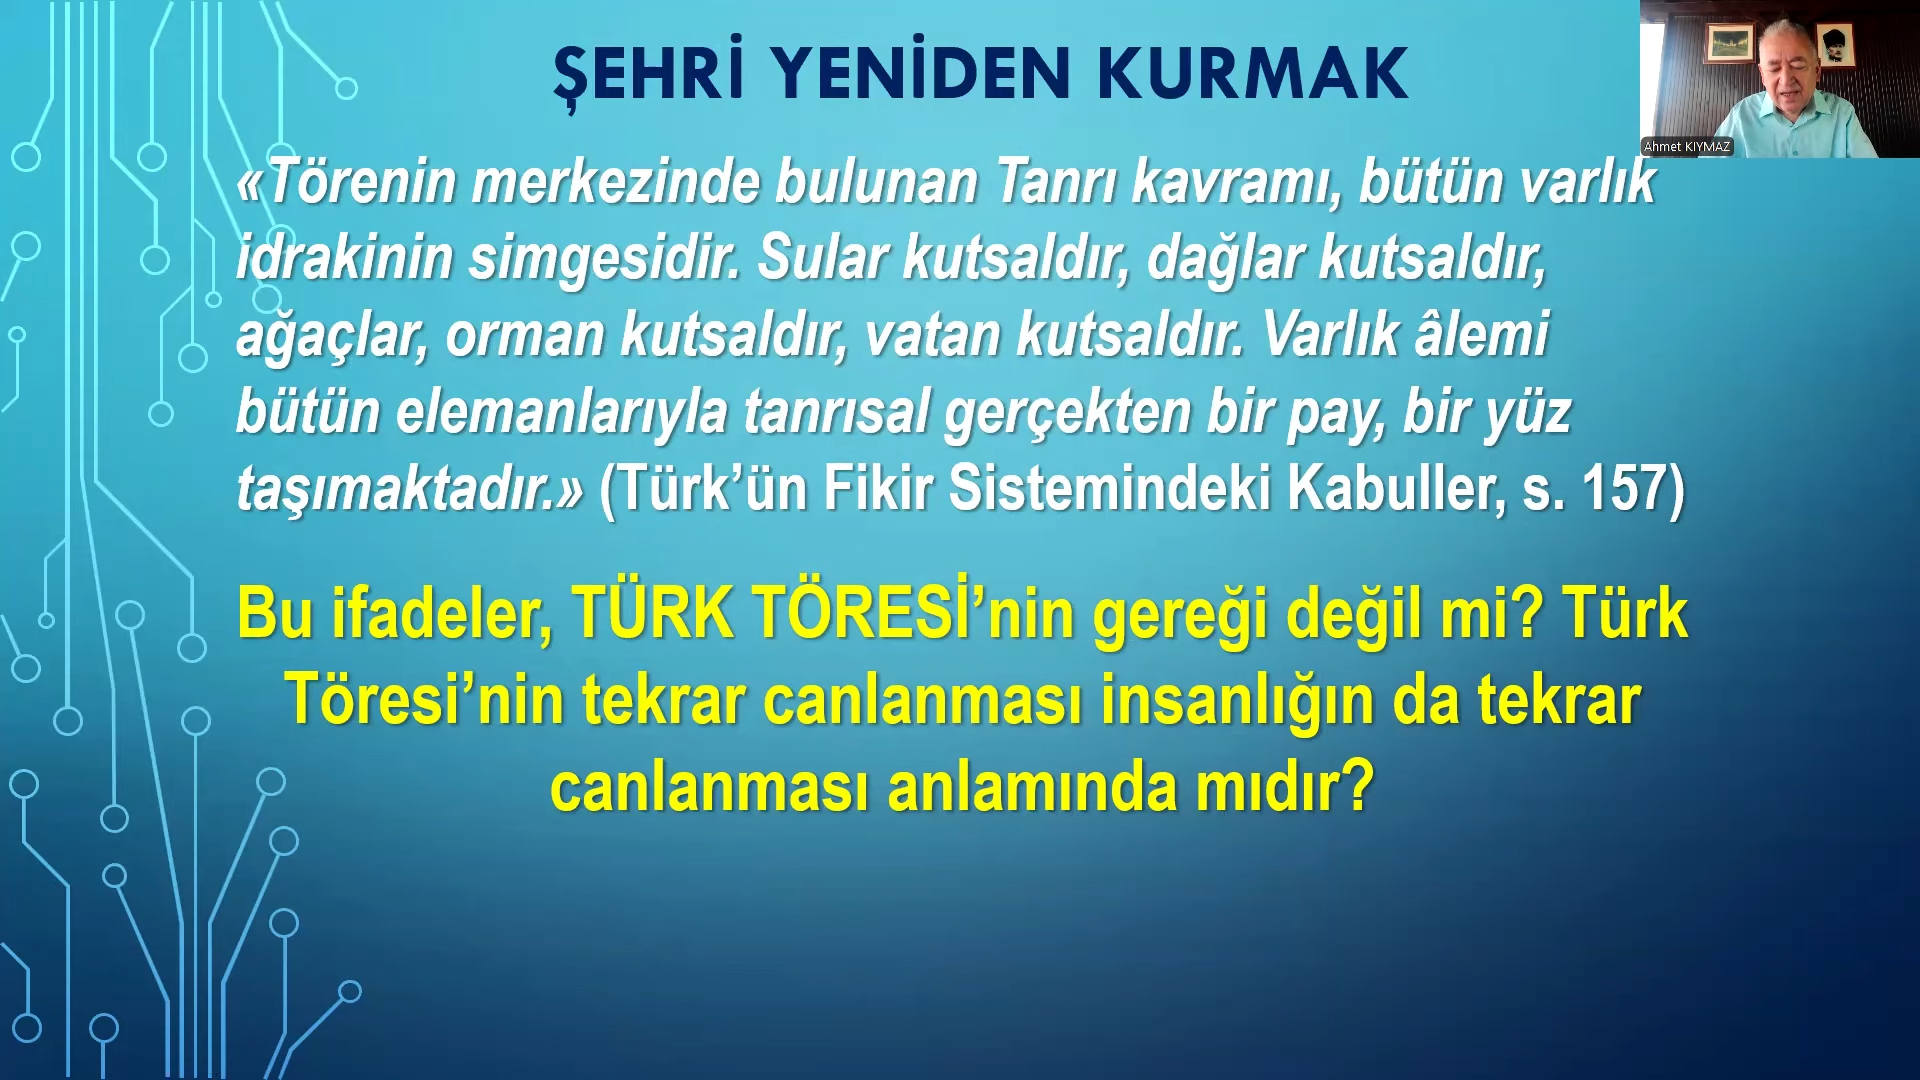 ŞEHRİ YENİDEN KURMAK
Ahmet KIYMAZ
«Törenin merkezinde bulunan Tanrı kavramı, bütün varlık
idrakinin simgesidir. Sular kutsaldır, dağlar kutsaldır,
ağaçlar, orman kutsaldır, vatan kutsaldır. Varlık âlemi
bütün elemanlarıyla tanrısal gerçekten bir pay, bir yüz
taşımaktadır.» (Türk’ün Fikir Sistemindeki Kabuller, s. 157)
Bu ifadeler, TÜRK TÖRESİ’nin gereği değil mi? Türk
Töresi’nin tekrar canlanması insanlığın da tekrar
canlanması anlamında mıdır?